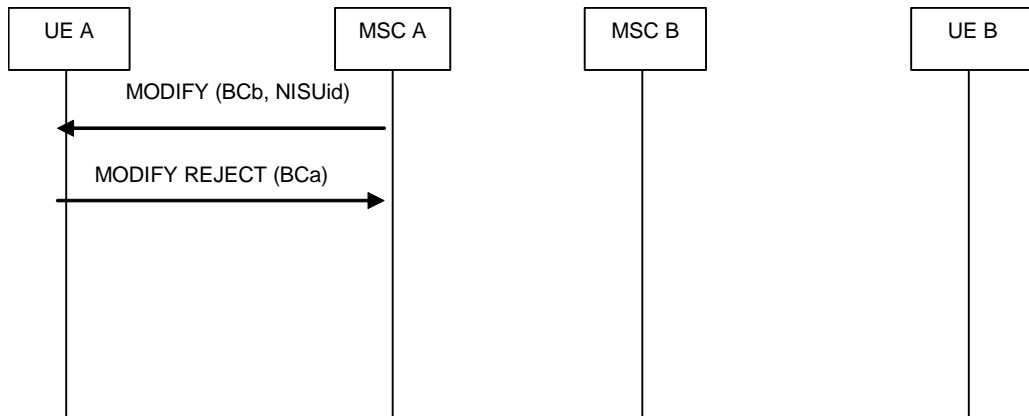 UE A
MSC A
MSC B
UE B
MODIFY (BCb, NISUid)
MODIFY REJECT (BCa)